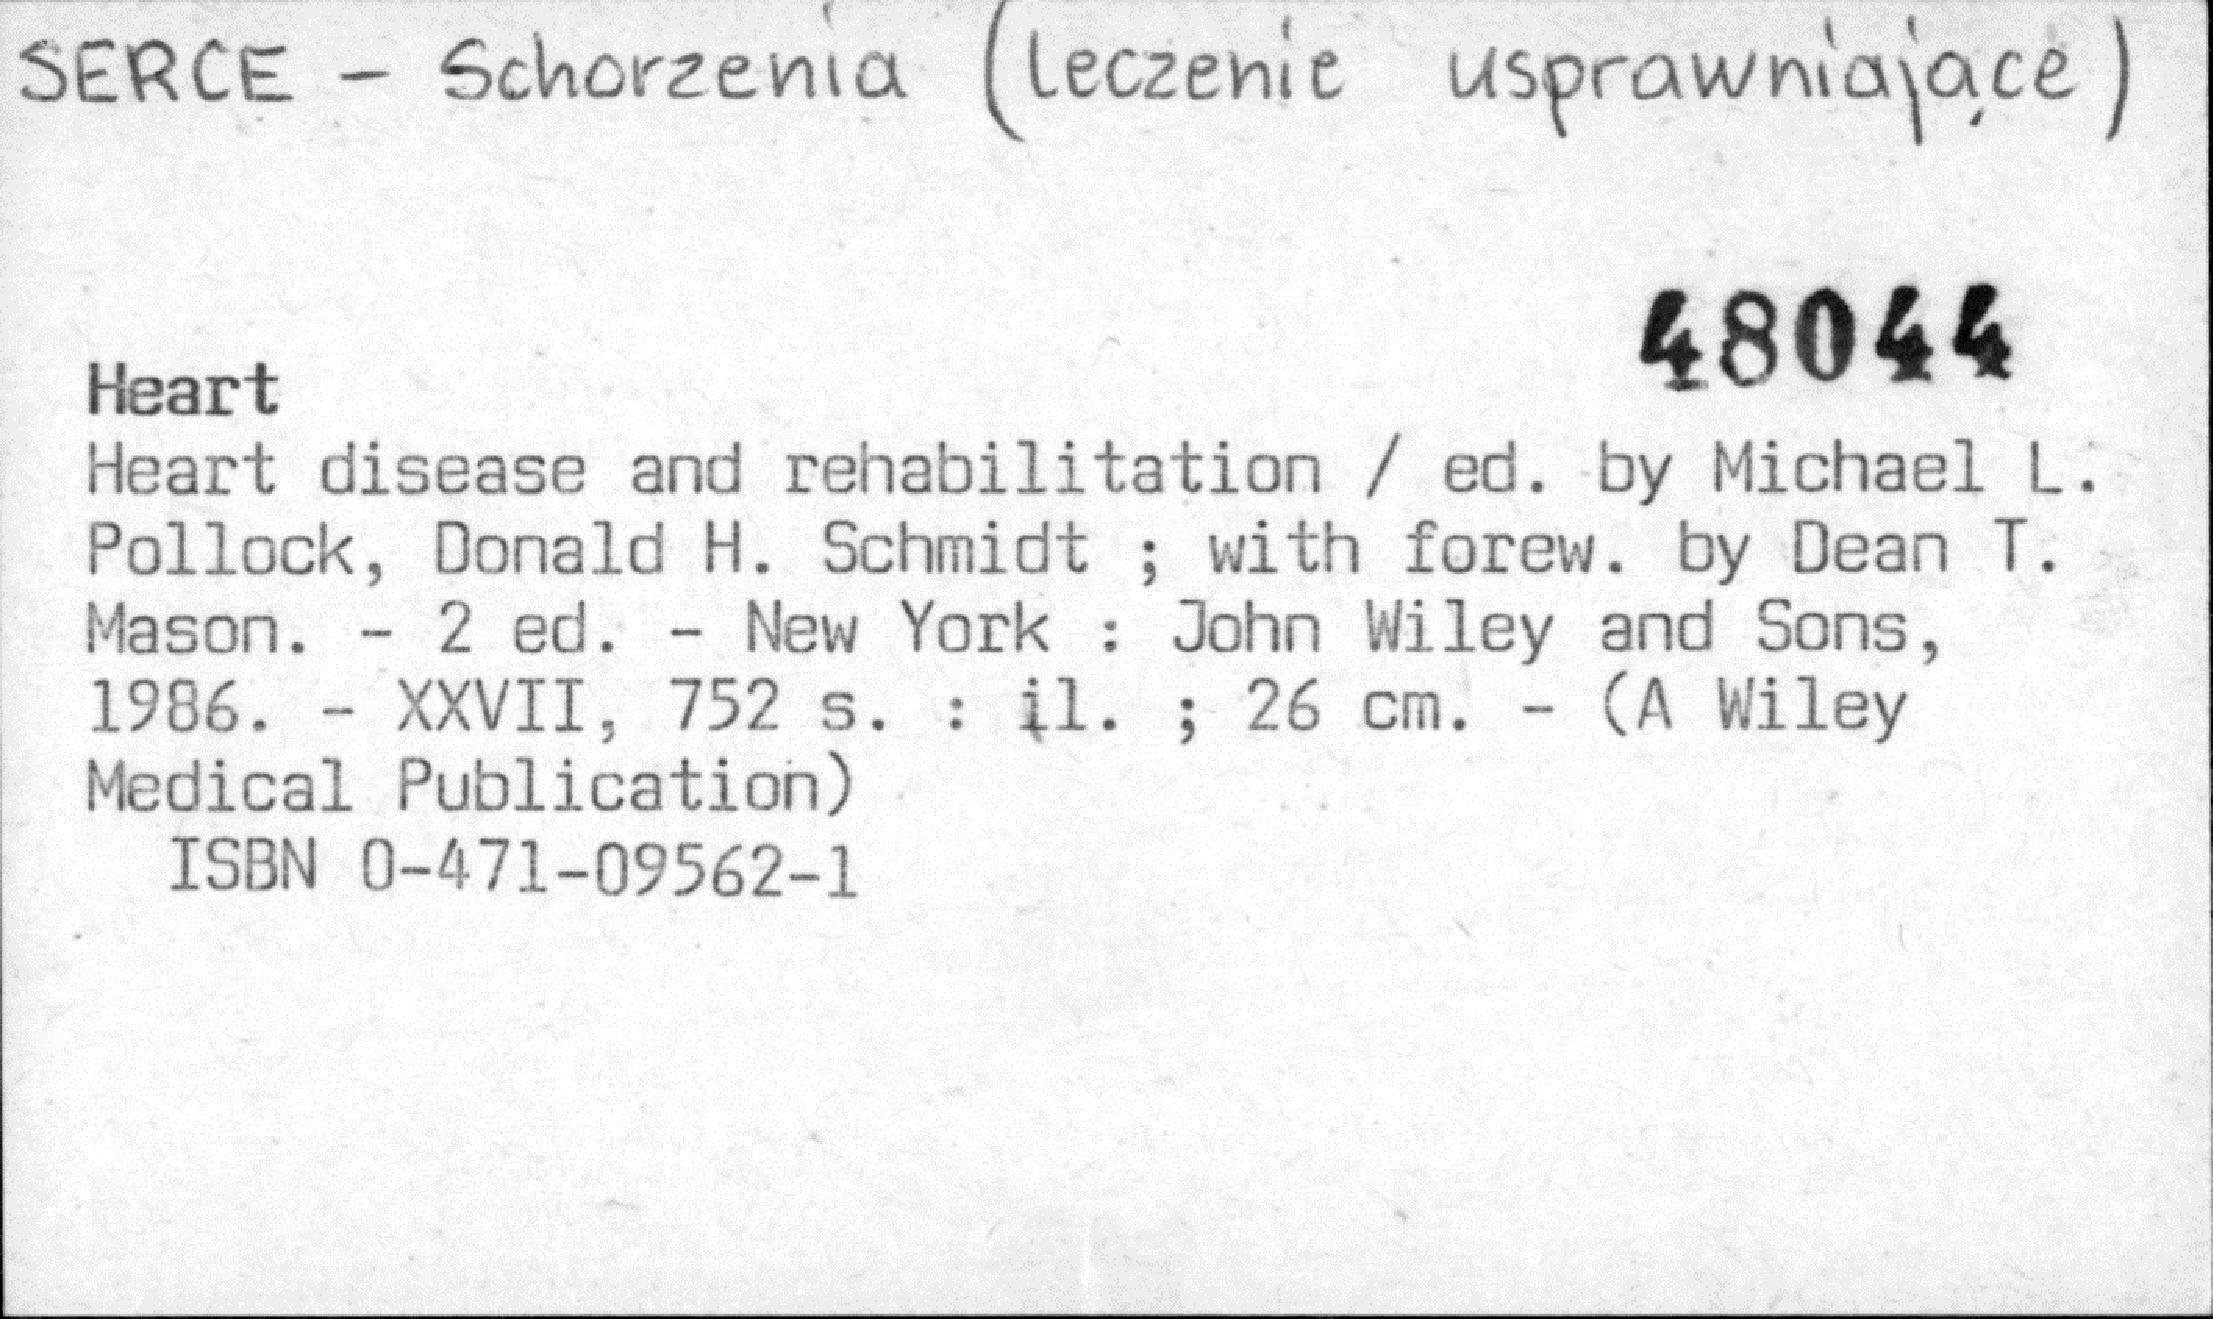 SERCE - Schorzenia (leczenie usprawniające)
48044
Heart
Heart disease and rehabilitation / ed. by Michael L.
Pollock, Donald H. Schmidt ; with forew. by Dean T.
Mason. - 2 ed. - New York : John Wiley and Sons,
1986. - XXVII, 752 s. : il. ; 26 cm. - (A Wiley
Medical Publication)
ISBN 0-471-09562-1